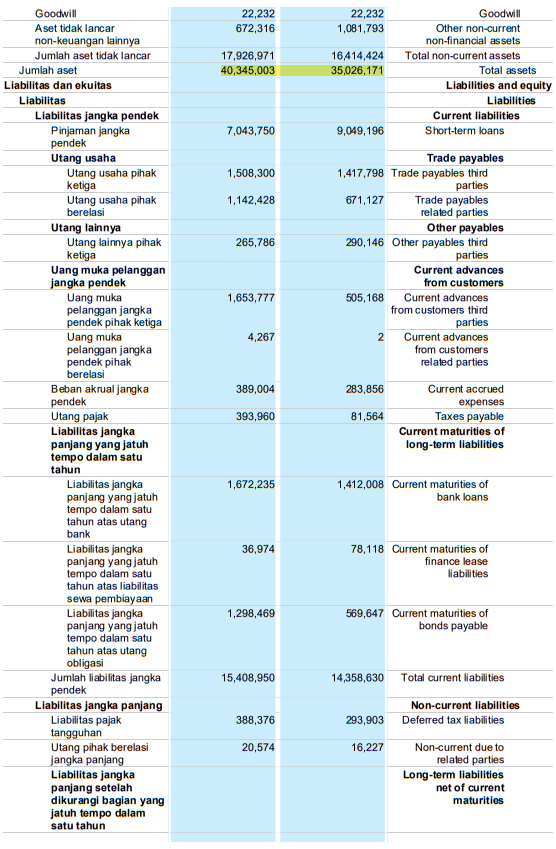 Goodwill 22,232 22,232 Goodwill
Aset tidak lancar 672,316 1,081,793 Other non-current
non-keuangan lainnya non-financial assets
Jumlah aset tidak lancar 17,926,971 16,414,424 Total non-current assets
Jumlah aset 40,345,003 35,026,171 Total assets
Liabilitas dan ekuitas Liabilities and equity
Liabilitas Liabilities
Liabilitas jangka pendek Current liabilities
Pinjaman jangka 7,043,750 9,049,196 Short-term loans
pendek
Utang usaha Trade payables
Utang usaha pihak 1,508,300 1,417,798 Trade payables third
ketiga parties
Utang usaha pihak 1,142,428 671,127 Trade payables
berelasi related parties
Utang lainnya Other payables
Utang lainnya pihak 265,786 290,146 Other payables third
ketiga parties
Uang muka pelanggan Current advances
jangka pendek from customers
Uang muka 1,653,777 505,168 Current advances
pelanggan jangka from customers third
pendek pihak ketiga parties
Uang muka 4,267 2 Current advances
pelanggan jangka from customers
pendek pihak related parties
berelasi
Beban akrual jangka 389,004 283,856 Current accrued
pendek expenses
Utang pajak 393,960 81,564 Taxes payable
Liabilitas jangka Current maturities of
panjang yang jatuh long-term liabilities
tempo dalam satu
tahun
Liabilitas jangka 1,672,235 1,412,008 Current maturities of
panjang yang jatuh bank loans
tempo dalam satu
tahun atas utang
bank
Liabilitas jangka 36,974 78,118 Current maturities of
panjang yang jatuh finance lease
tempo dalam satu liabilities
tahun atas liabilitas
sewa pembiayaan
Liabilitas jangka 1,298,469 569,647 Current maturities of
panjang yang jatuh bonds payable
tempo dalam satu
tahun atas utang
obligasi
Jumlah liabilitas jangka 15,408,950 14,358,630 Total current liabilities
pendek
Liabilitas jangka panjang Non-current liabilities
Liabilitas pajak 388,376 293,903 Deferred tax liabilities
tangguhan
Utang pihak berelasi 20,574 16,227 Non-current due to
jangka panjang related parties
Liabilitas jangka Long-term liabilities
panjang setelah net of current
dikurangi bagian yang maturities
jatuh tempo dalam
satu tahun